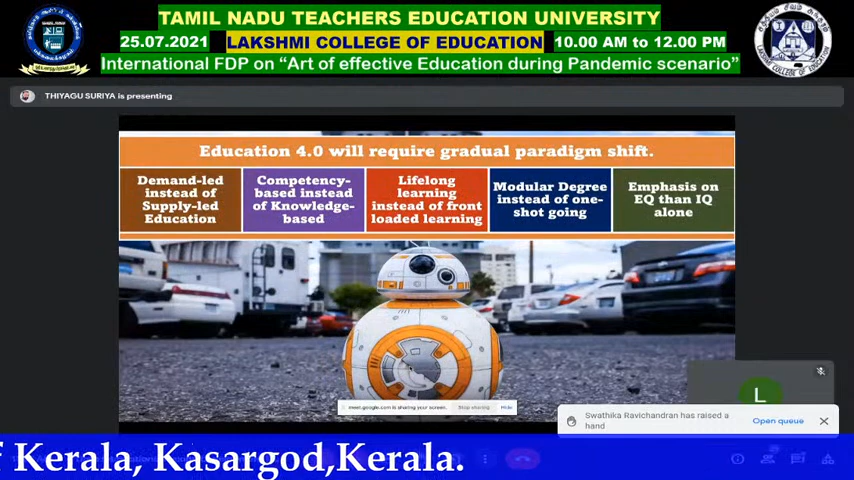 TAMIL NADU TEACHERS EDUCATION UNIVERSITY
25.07.2021 LAKSHMI COLLEGE OF EDUCATION 10.00 AM to 12.00 PM
International FDP on “Art of effective Education during Pandemic scenario”
THIYAGU SURIYA is presenting
Education 4.0 will require gradual paradigm shift.
Demand-led
instead of
Supply-led
Education
Competency-
based instead
of Knowledge-
based
Lifelong
learning
instead of front
loaded learning
Modular Degree
instead of one-
shot going
Emphasis on
EQ than IQ
alone
L
meet.google.com is sharing your screen. Stop sharing Hide
Swathika Ravichandran has raised a
hand
Open queue
f Kerala, Kasargod,Kerala.